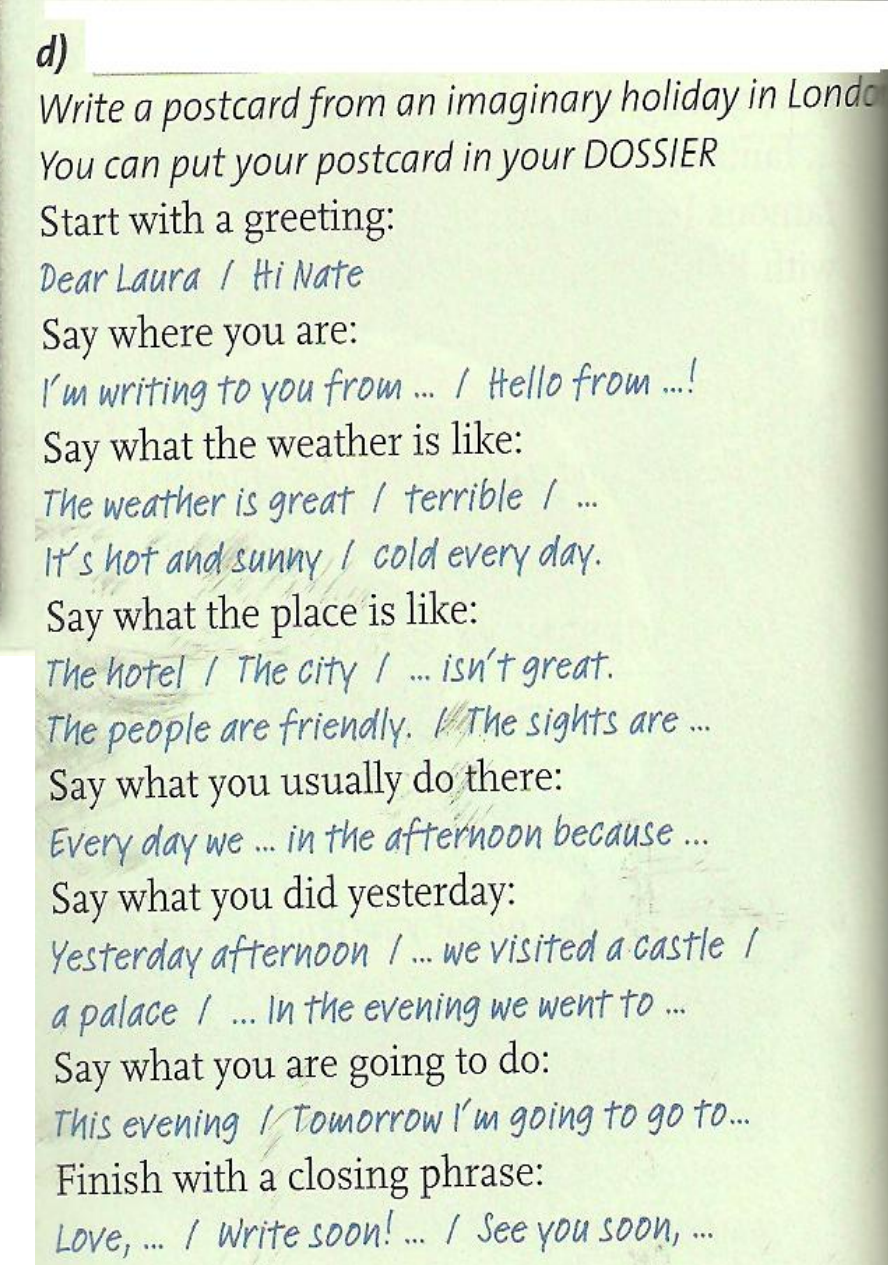 d)
Write a postcard from an imaginary holiday in Londo
You can put your postcard in your DOSSIER
Start with a greeting:
Dear Laura / Hi Nate
Say where you are:
I'm writing to you from ... / Hello from ...!
Say what the weather is like:
The weather is great / terrible / ...
It's hot and sunny / cold every day.
Say what the place is like:
The hotel / The city / ... isn't great.
The people are friendly. / The sights are ...
Say what you usually do there:
Every day we ... in the afternoon because ...
Say what you did yesterday:
Yesterday afternoon / ... we visited a castle /
a palace / ... In the evening we went to ...
Say what you are going to do:
This evening / Tomorrow I'm going to go to...
Finish with a closing phrase:
Love, ... / Write soon! ... / See you soon, ...